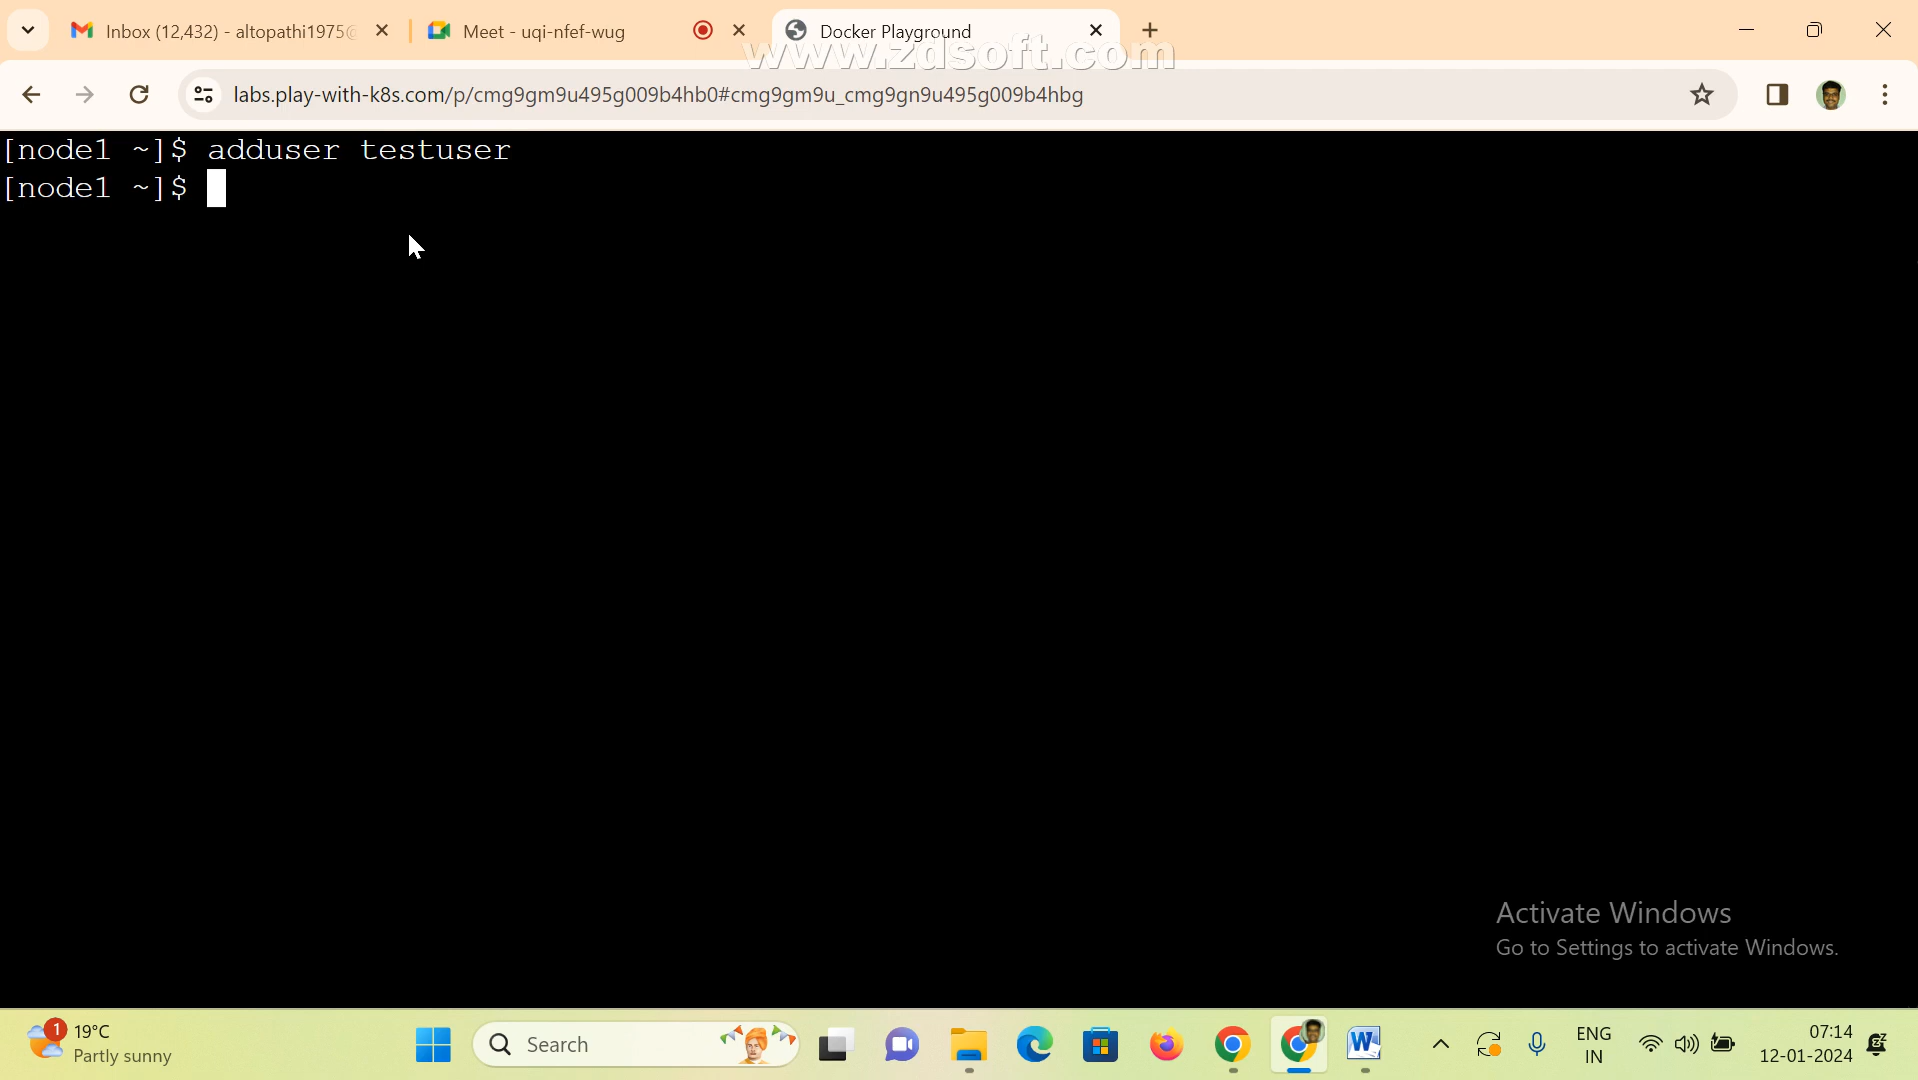 Inbox (12,432) - altopathi1975@
Meet - uqi-nfef-wug
Docker Playground
www.zdsoft.com
labs.play-with-k8s.com/p/cmg9gm9u495g009b4hb0#cmg9gm9u_cmg9gn9u495g009b4hbg
[node1 ~]$ adduser testuser
[node1 ~]$
Activate Windows
Go to Settings to activate Windows.
1
19°C
Partly sunny
Search
W
ENG
IN
07:14
12-01-2024